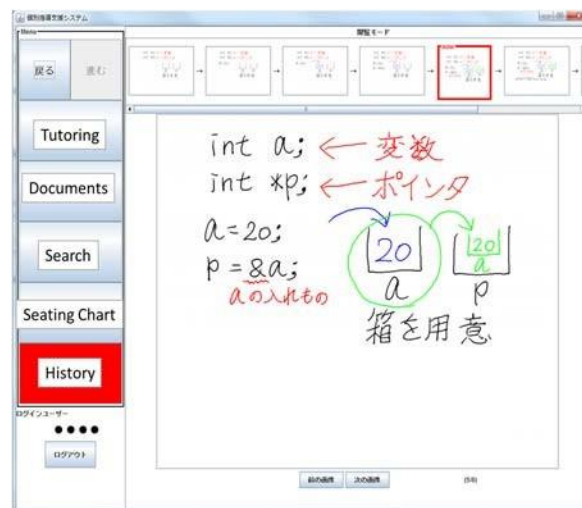 個別指導支援システム
Menu
閲覧モード
戻る
進む
Tutoring
Documents
Search
Seating Chart
History
ログインユーザー
ログアウト
int a; ← 変数
int *p; ← ポインタ
a=20;
p=&a;
aの入れもの
20
a
20
a
p
箱を用意
前の画像
次の画像
(5/8)